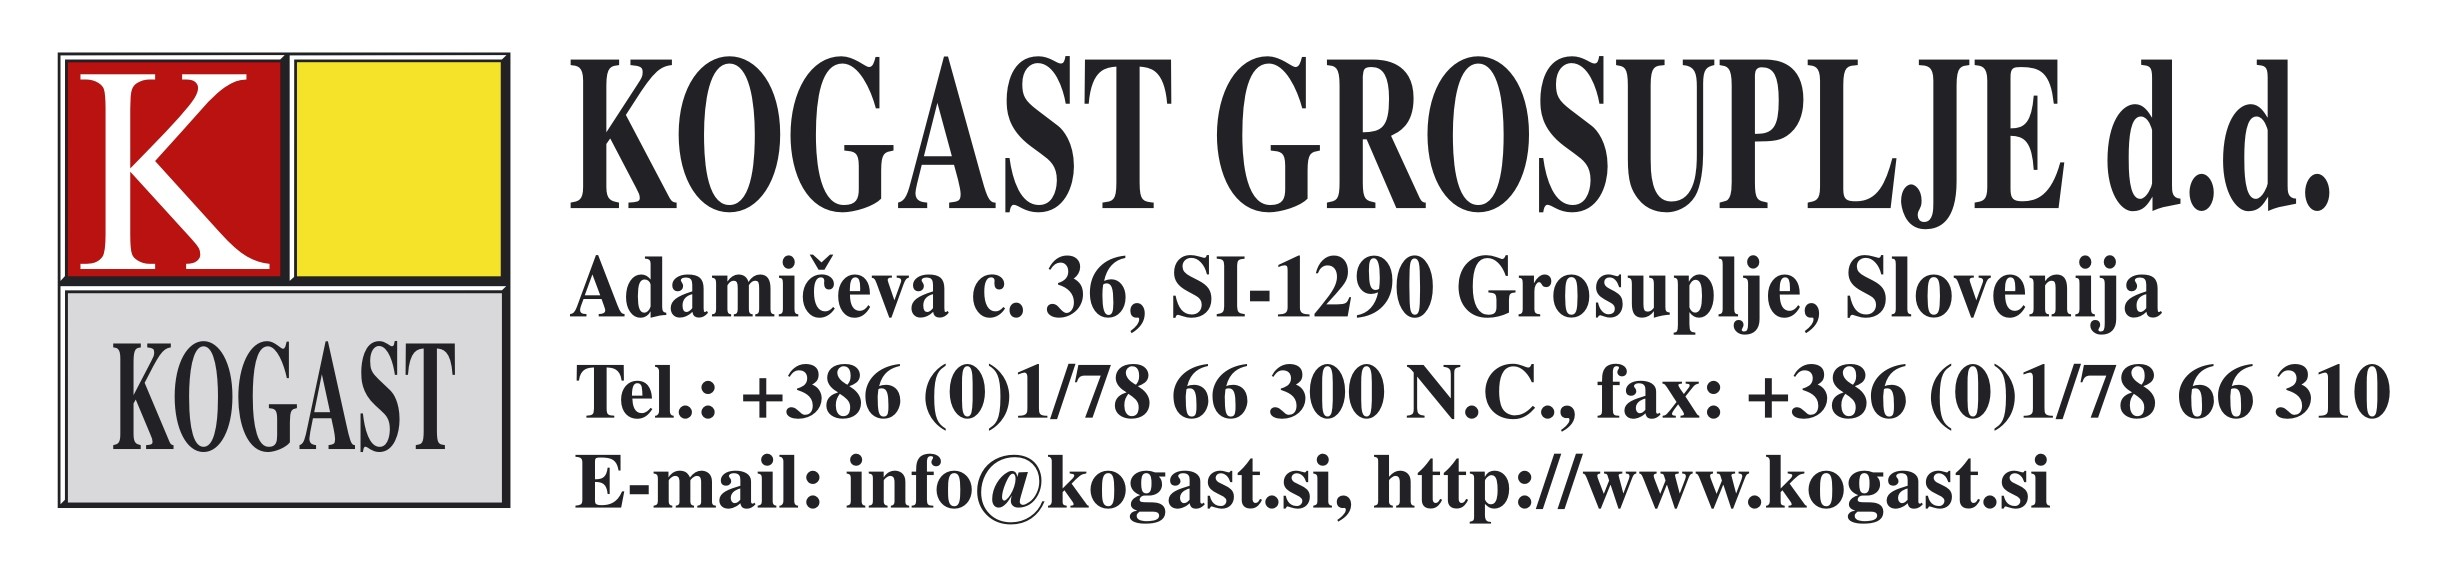 K
KOGAST
KOGAST GROSUPLJE d.d.
Adamičeva c. 36, SI-1290 Grosuplje, Slovenija
Tel.: +386 (0)1/78 66 300 N.C., fax: +386 (0)1/78 66 310
E-mail: info@kogast.si, http://www.kogast.si